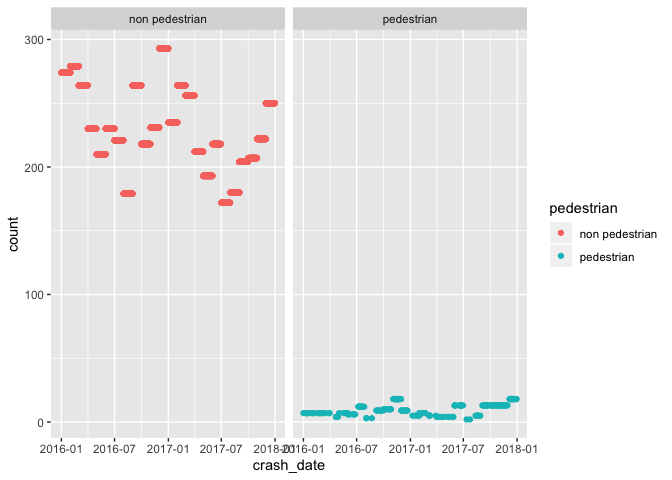 non pedestrian pedestrian
300
200
100
0
count
2016-01 2016-07 2017-01 2017-07 2018-01 2016-01 2016-07 2017-01 2017-07 2018-01
crash_date
pedestrian
non pedestrian
pedestrian